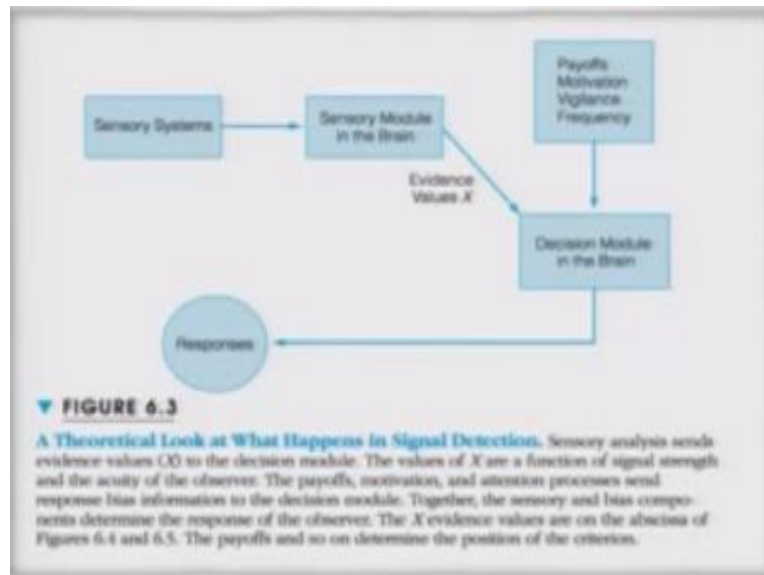 Payoffs
Motivation
Vigilance
Frequency
Sensory Systems
Sensory Module
in the Brain
Evidence
Values X
Decision Module
in the Brain
Responses
▼ FIGURE 6.3
A Theoretical Look at What Happens in Signal Detection. Sensory analysis sends
evidence values (X) to the decision module. The values of X are a function of signal strength
and the acuity of the observer. The payoffs, motivation, and attention processes send
response bias information to the decision module. Together, the sensory and bias compo-
nents determine the response of the observer. The X evidence values are on the abscissa of
Figures 6.4 and 6.5. The payoffs and so on determine the position of the criterion.